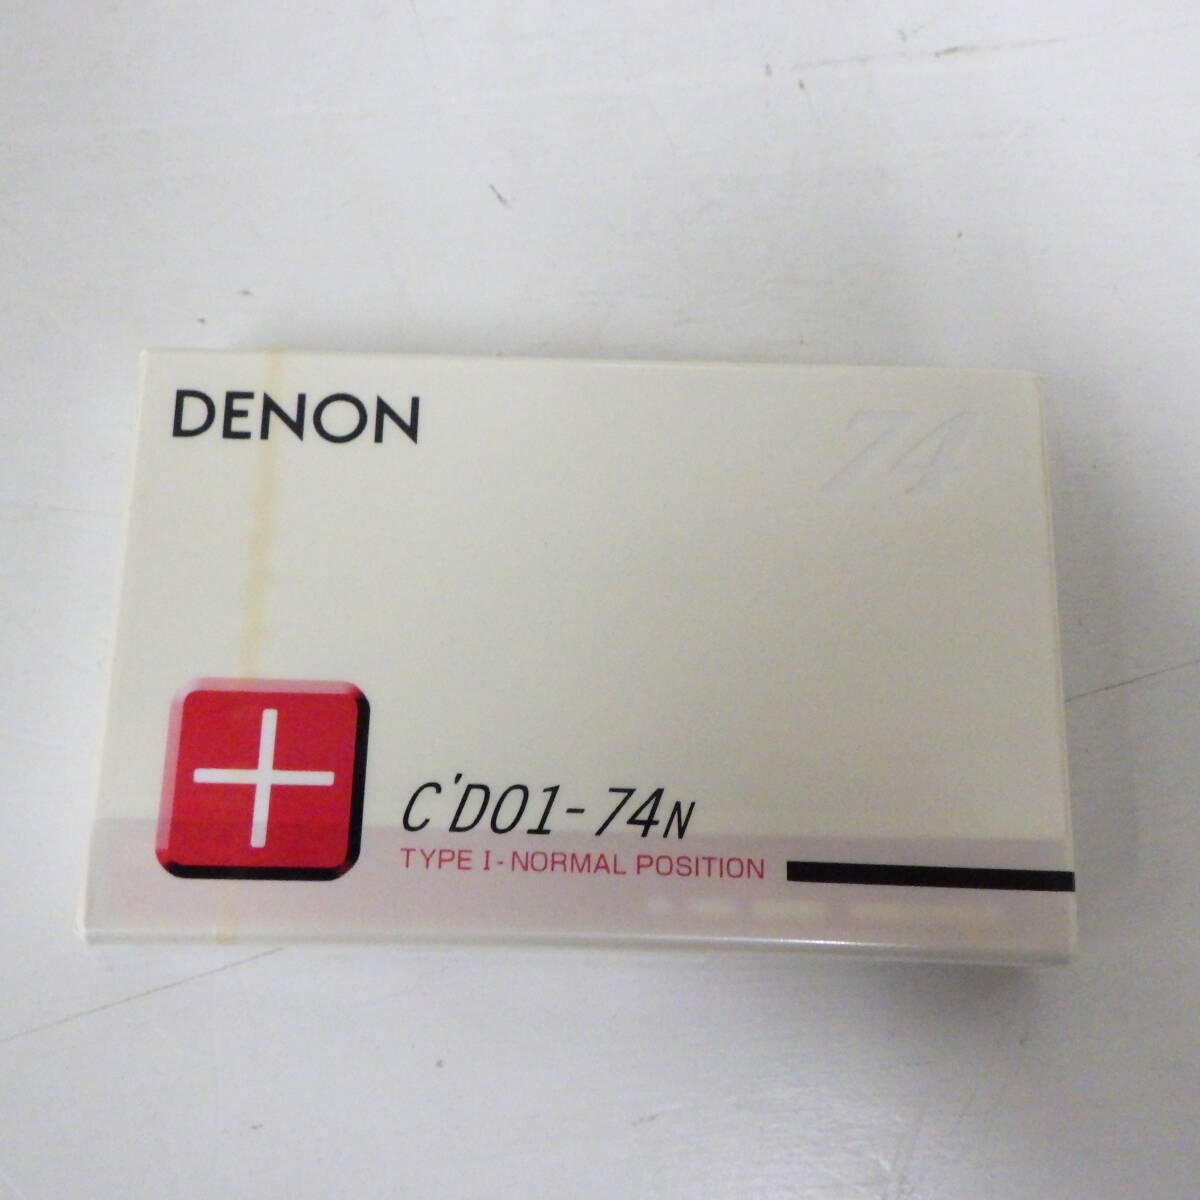 DENON
74
C'D01-74N
TYPE I-NORMAL POSITION